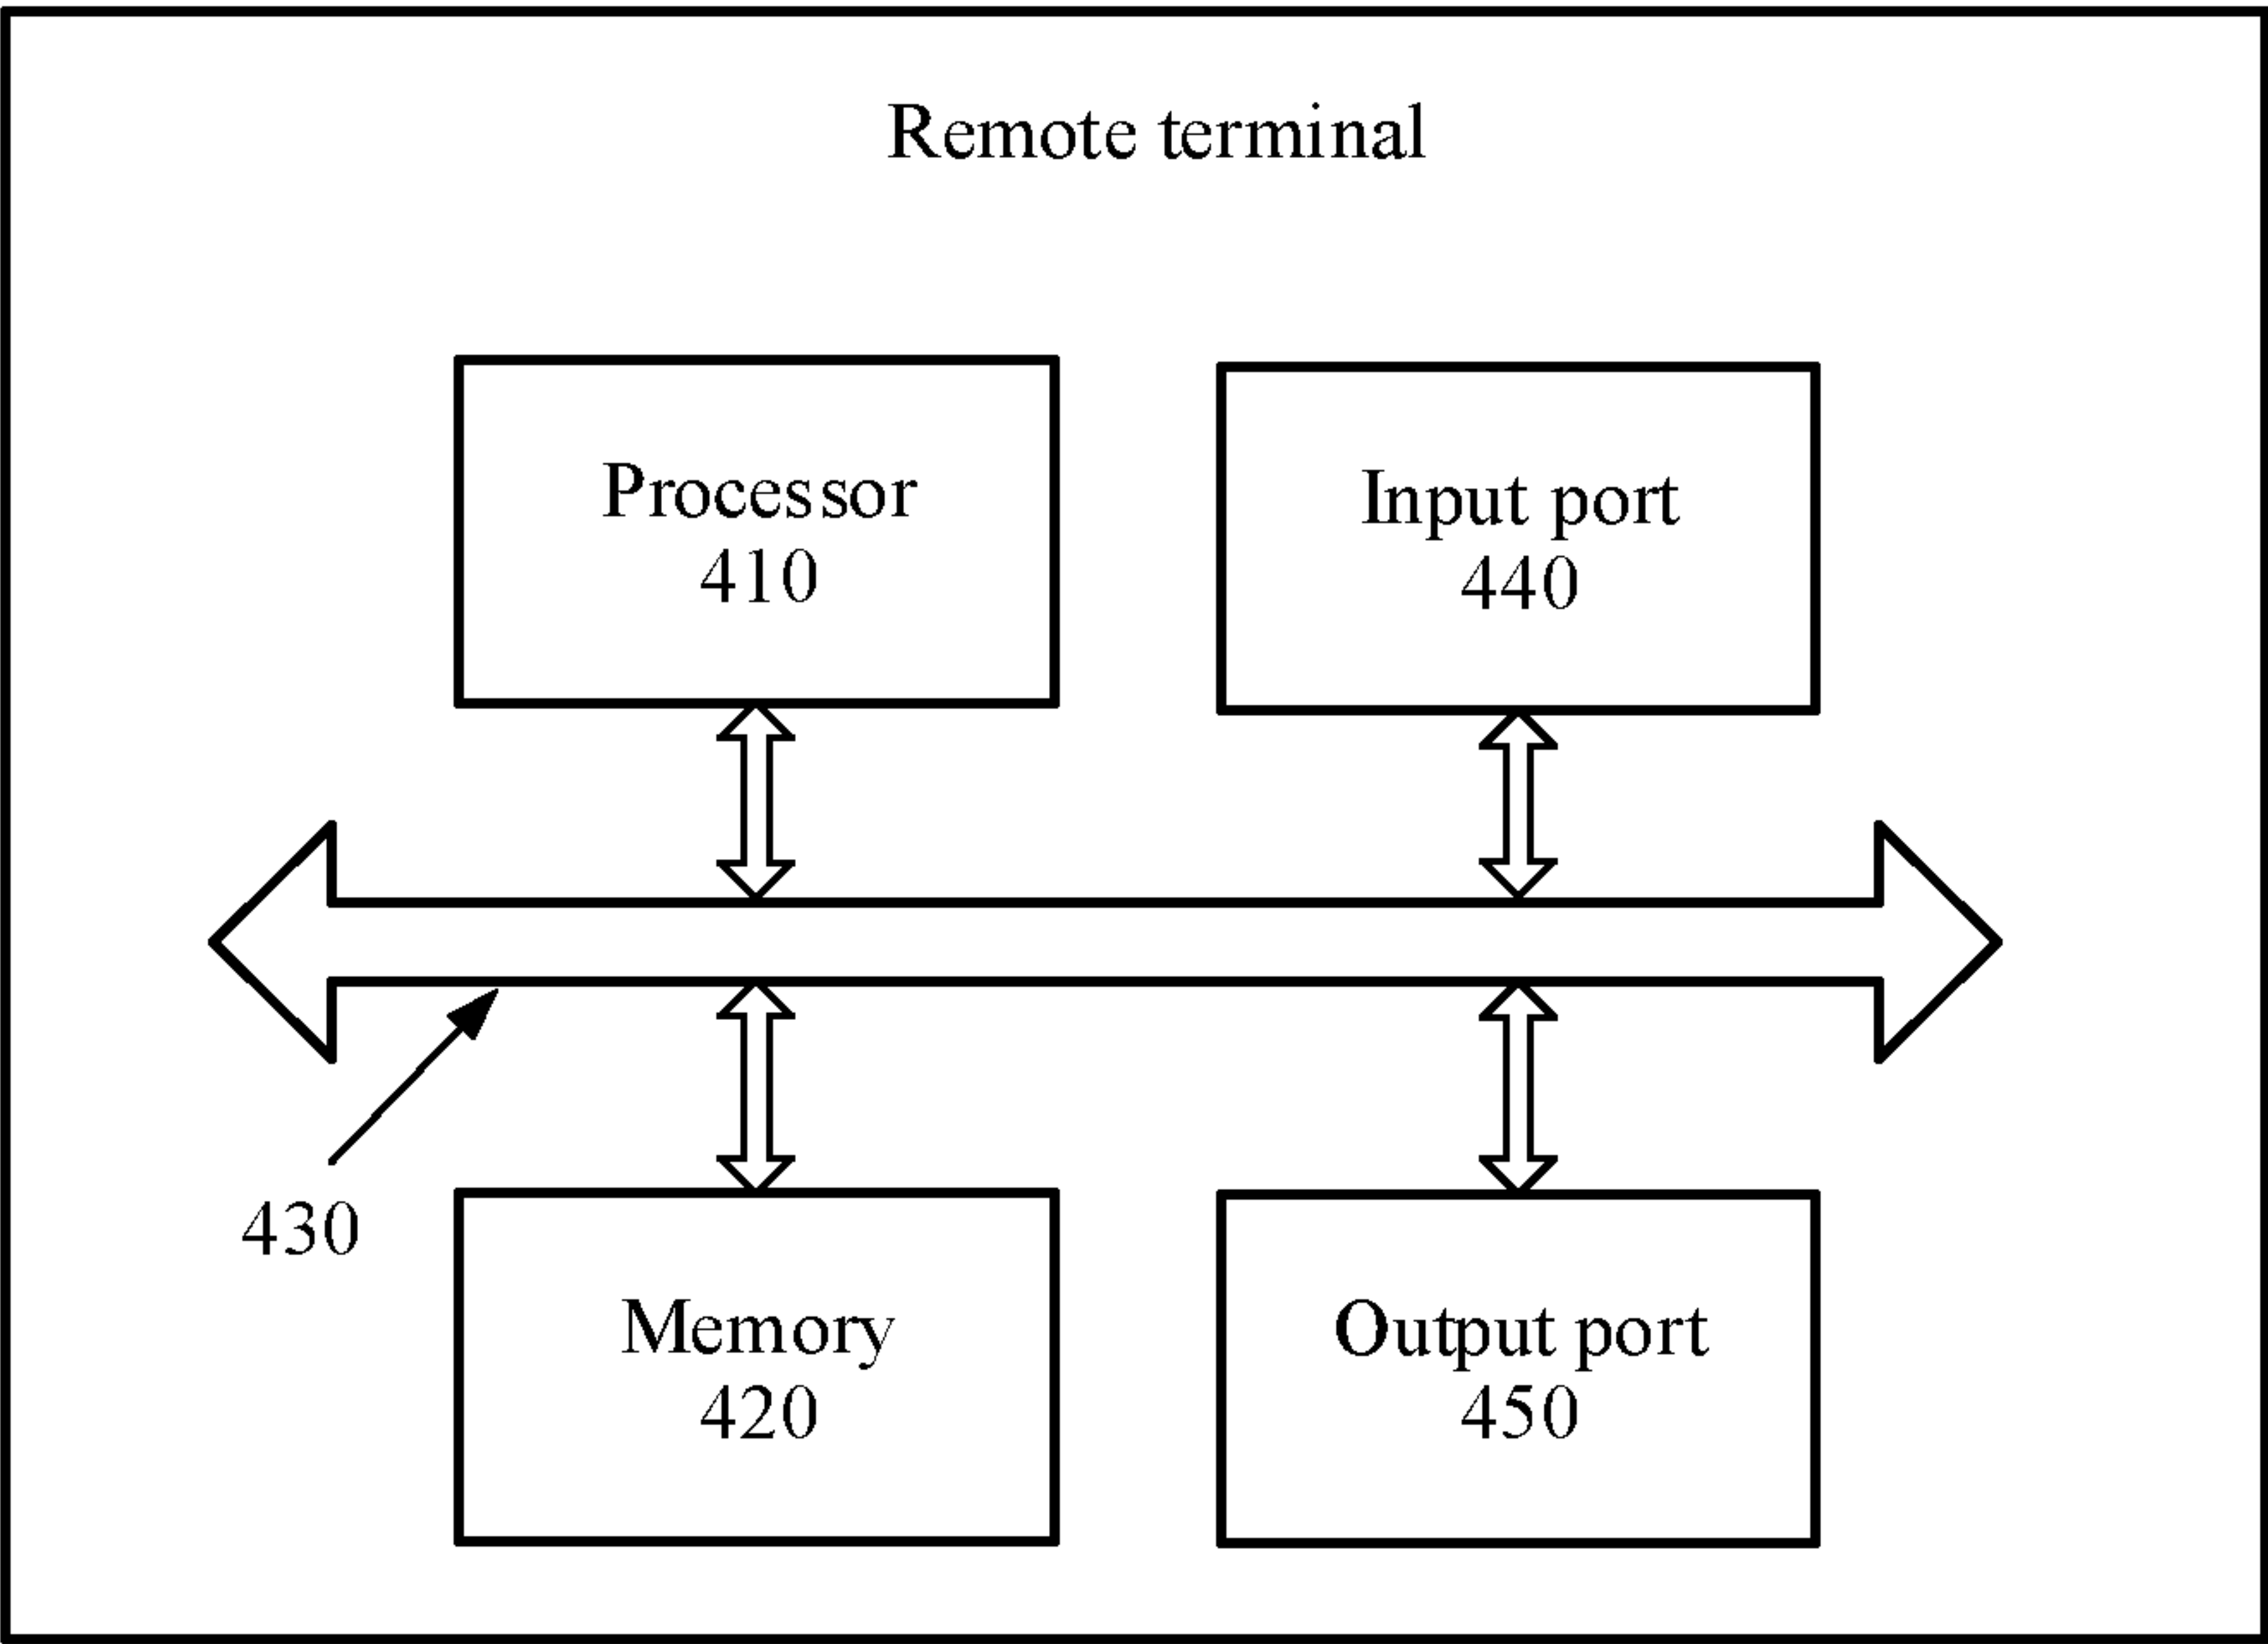 Remote terminal
Processor
410
Input port
440
430
Memory
420
Output port
450